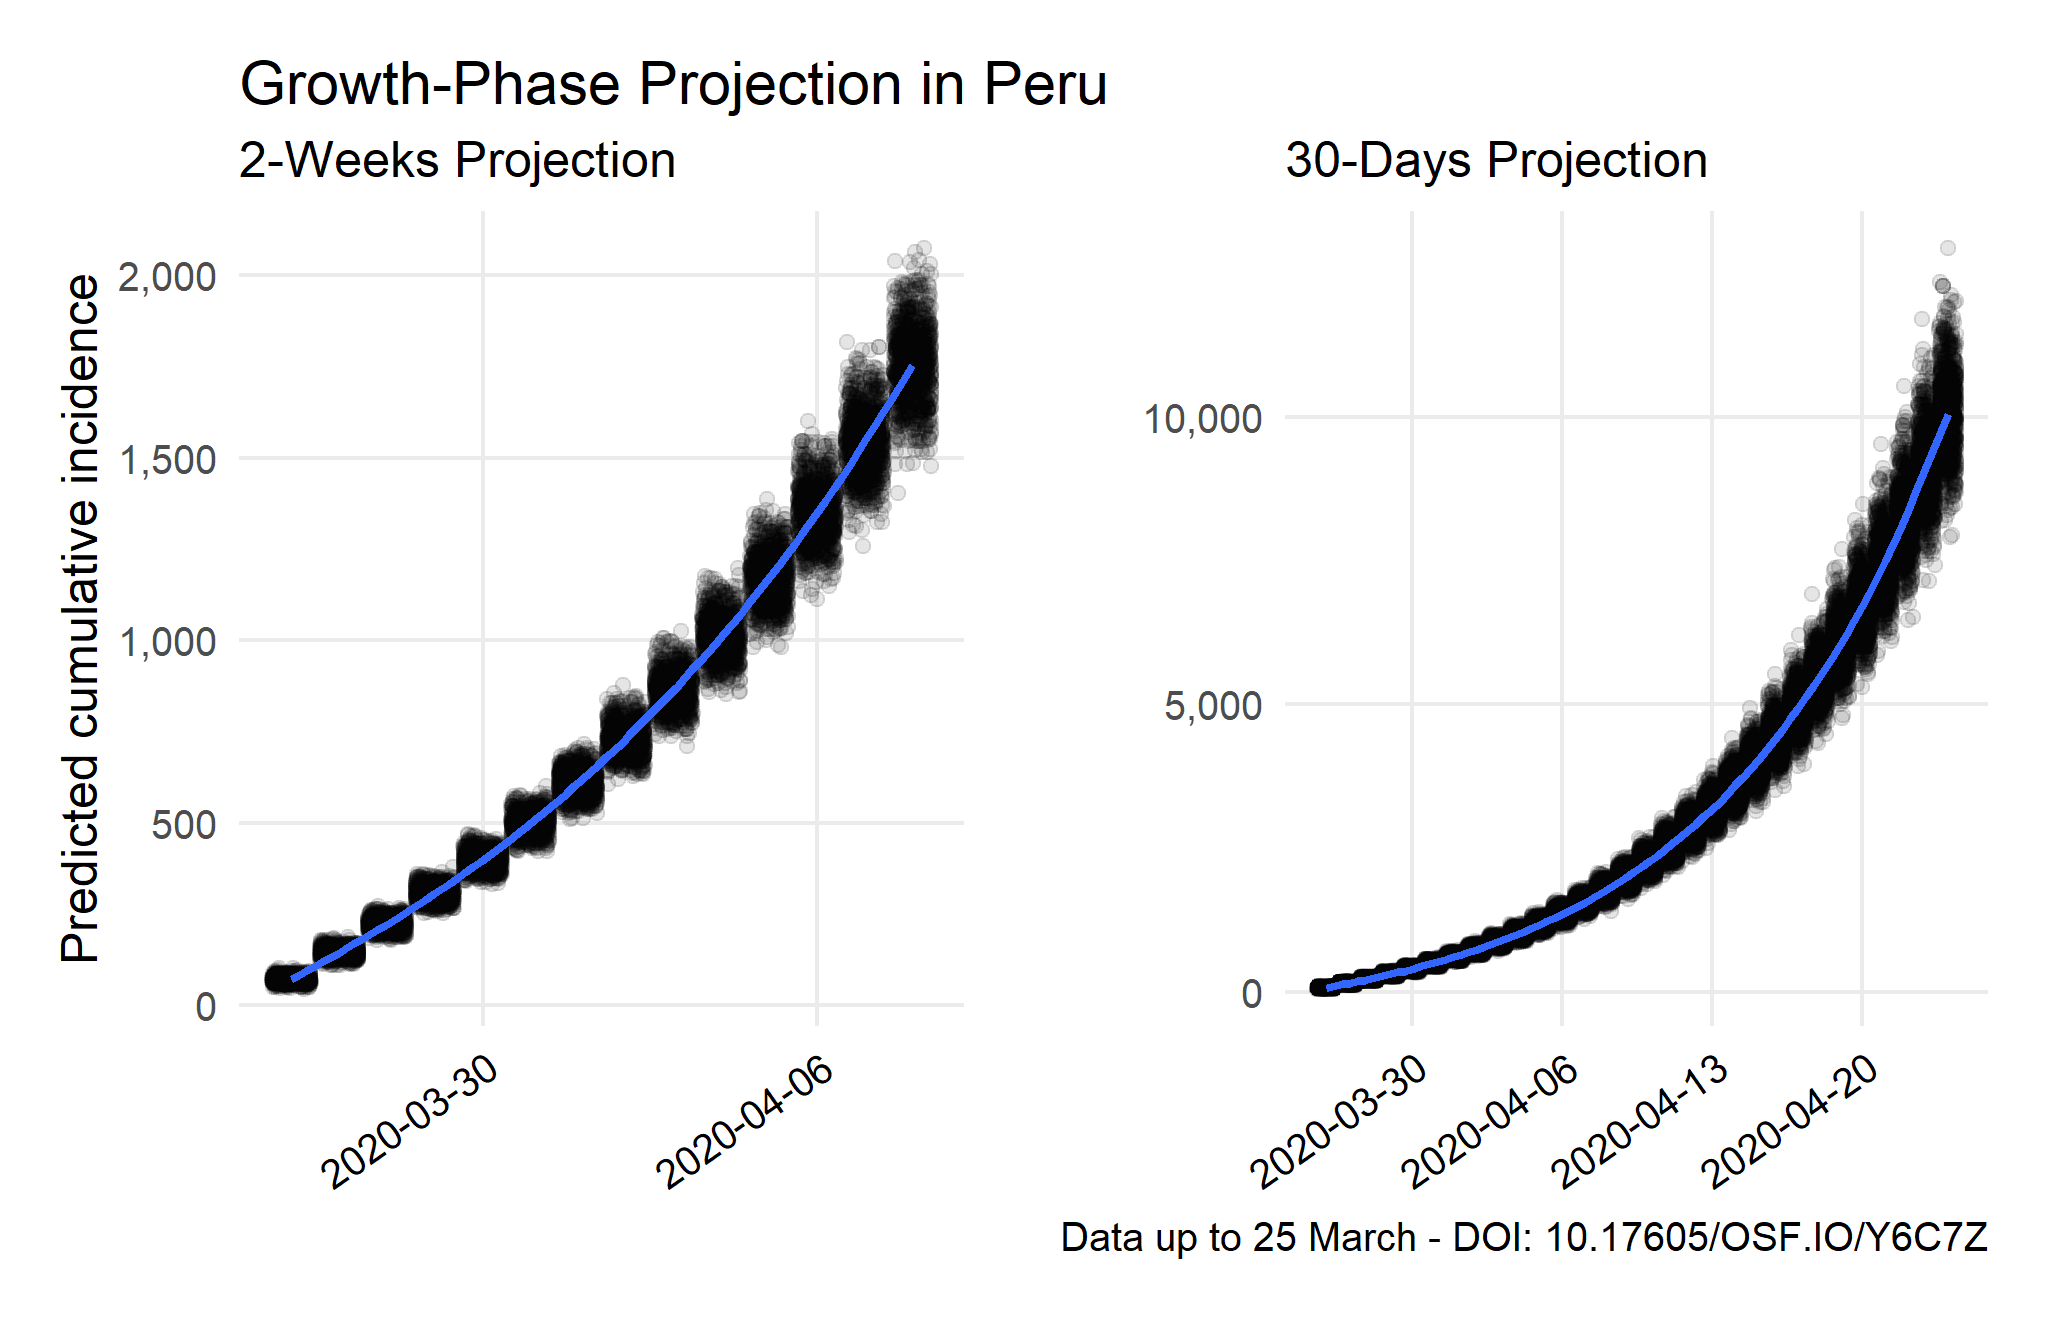 Growth-Phase Projection in Peru
2-Weeks Projection
Predicted cumulative incidence
2,000
1,500
1,000
500
0
2020-03-30
2020-04-06
30-Days Projection
10,000
5,000
0
2020-03-30
2020-04-06
2020-04-13
2020-04-20
Data up to 25 March - DOI: 10.17605/OSF.IO/Y6C7Z